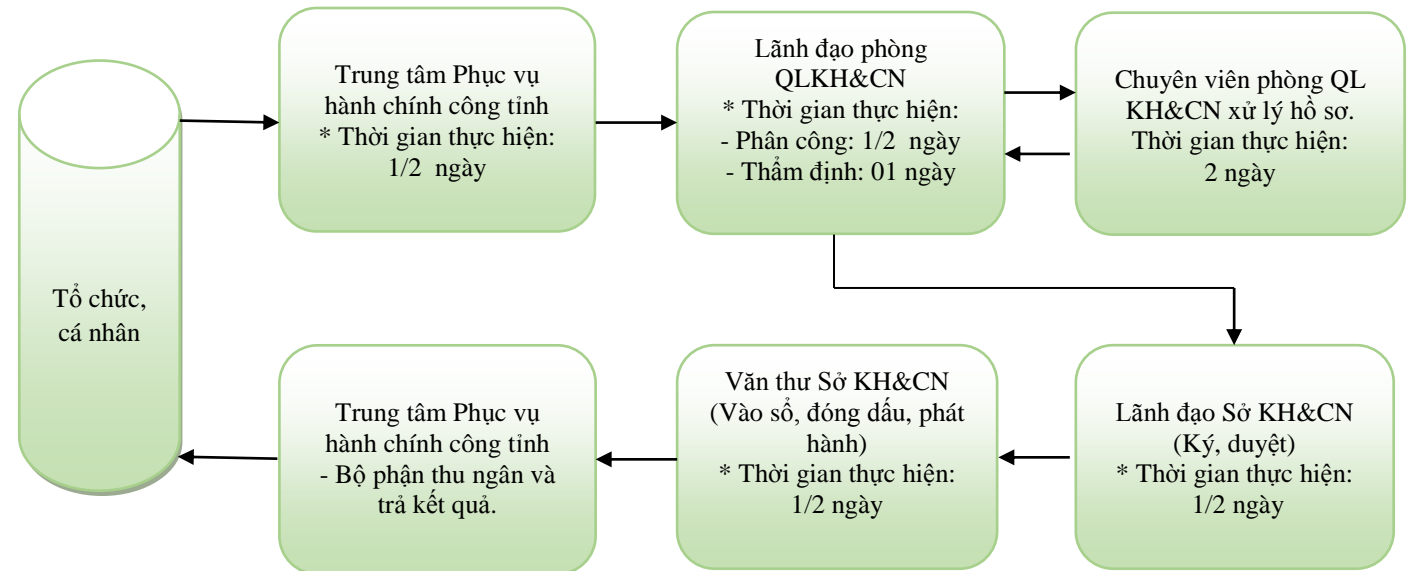 Tổ chức,
cá nhân
Trung tâm Phục vụ
hành chính công tỉnh
* Thời gian thực hiện:
1/2 ngày
Lãnh đạo phòng
QLKH&CN
* Thời gian thực hiện:
- Phân công: 1/2 ngày
- Thẩm định: 01 ngày
Chuyên viên phòng QL
KH&CN xử lý hồ sơ.
Thời gian thực hiện:
2 ngày
Lãnh đạo Sở KH&CN
(Ký, duyệt)
* Thời gian thực hiện:
1/2 ngày
Văn thư Sở KH&CN
(Vào sổ, đóng dấu, phát
hành)
* Thời gian thực hiện:
1/2 ngày
Trung tâm Phục vụ
hành chính công tỉnh
- Bộ phận thu ngân và
trả kết quả.